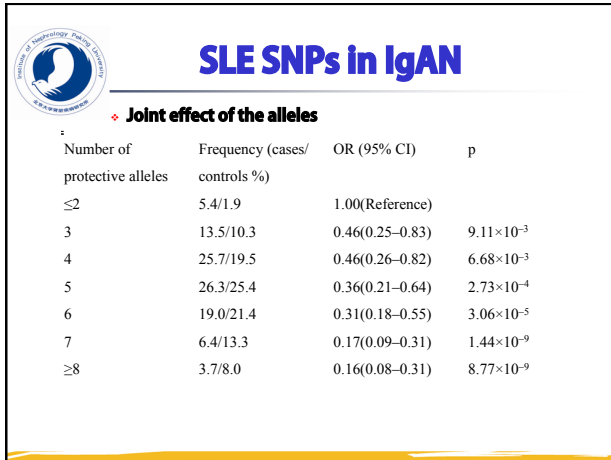 Institute of Nephrology Peking University
SLE SNPs in IgAN
Joint effect of the alleles
Number of protective alleles Frequency (cases/ controls %) OR (95% CI) p
≤2 5.4/1.9 1.00(Reference)
3 13.5/10.3 0.46(0.25–0.83) 9.11×10⁻³
4 25.7/19.5 0.46(0.26–0.82) 6.68×10⁻³
5 26.3/25.4 0.36(0.21–0.64) 2.73×10⁻⁴
6 19.0/21.4 0.31(0.18–0.55) 3.06×10⁻⁵
7 6.4/13.3 0.17(0.09–0.31) 1.44×10⁻⁹
≥8 3.7/8.0 0.16(0.08–0.31) 8.77×10⁻⁹